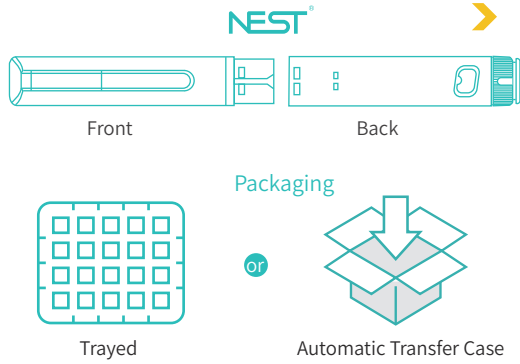 NEST®
Front
Back
Packaging
or
Trayed
Automatic Transfer Case